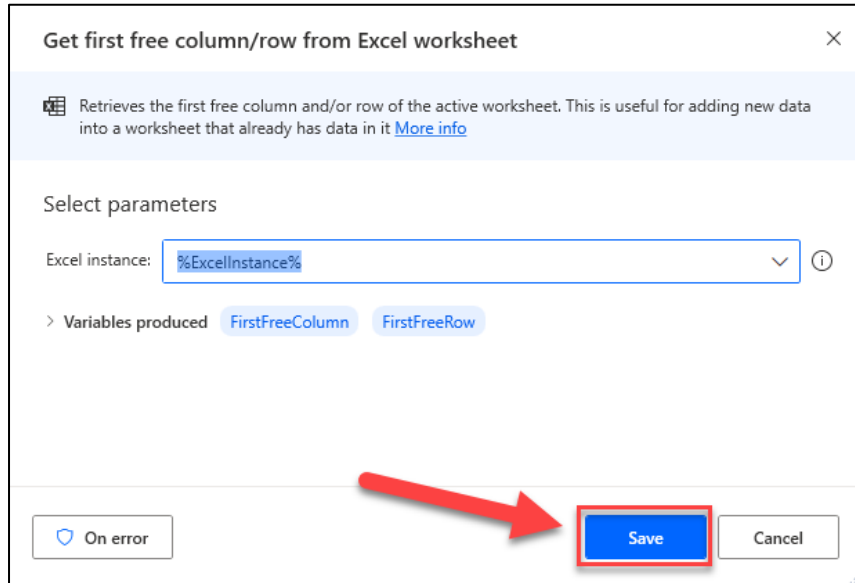 Get first free column/row from Excel worksheet
Retrieves the first free column and/or row of the active worksheet. This is useful for adding new data
into a worksheet that already has data in it More info
Select parameters
Excel instance: %ExcelInstance%
Variables produced FirstFreeColumn FirstFreeRow
On error Save Cancel